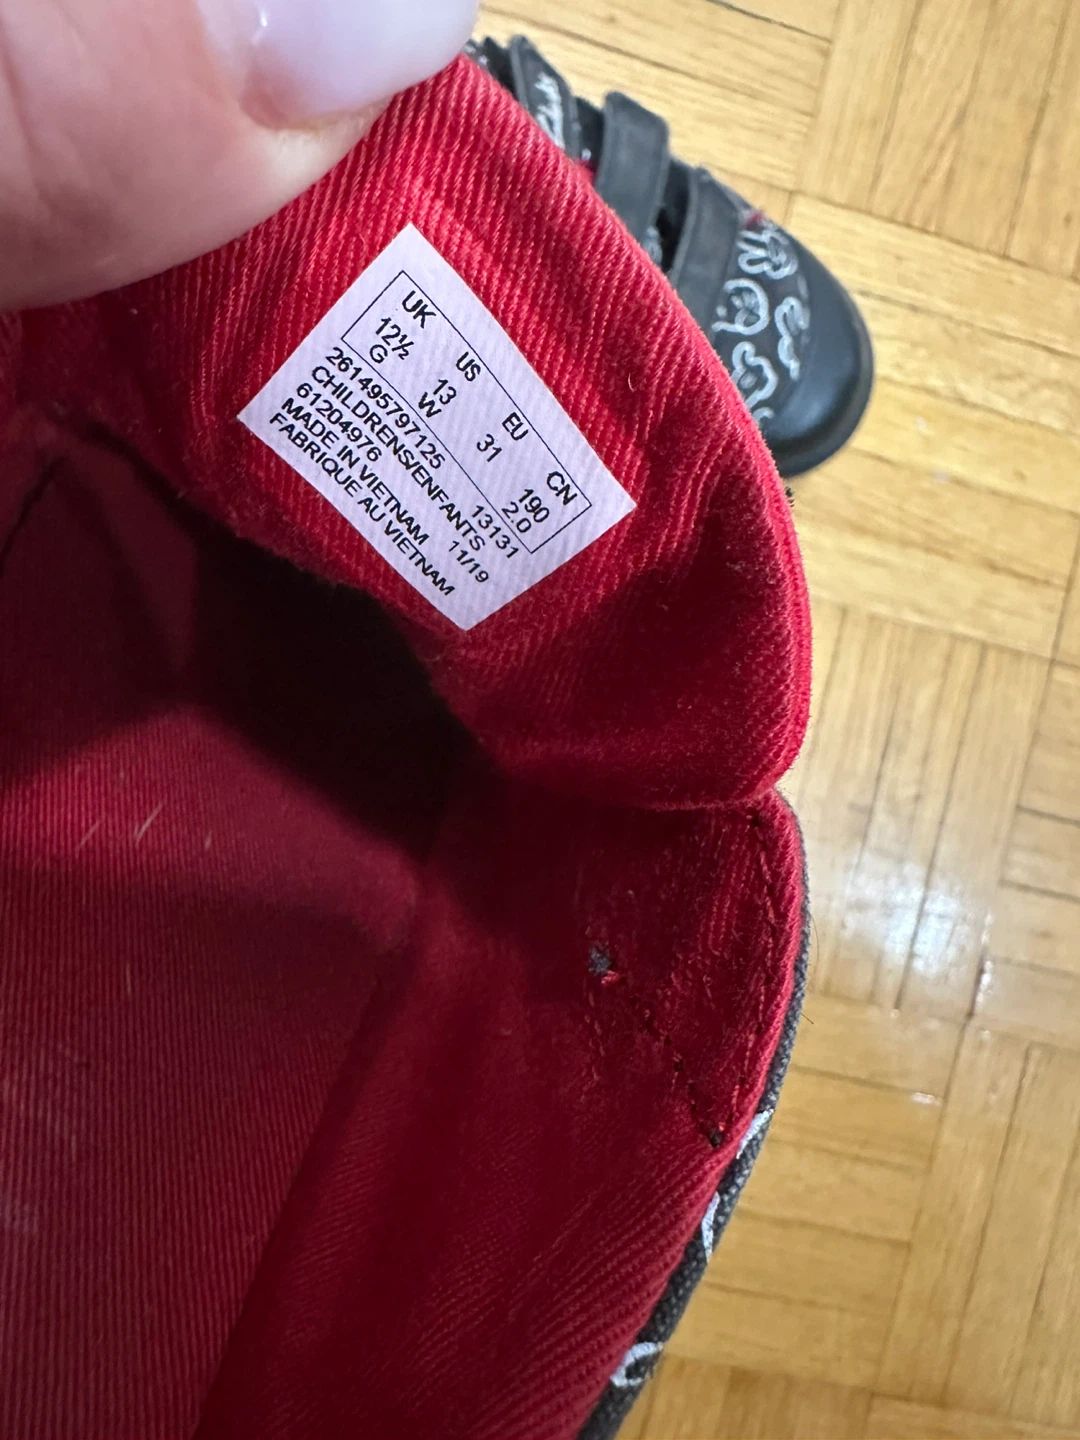 UK US EU CN
12½ 13 31 190
G W 2.0
261495797125 13131
CHILDRENS/ENFANTS
61204976 11/19
MADE IN VIETNAM
FABRIQUE AU VIETNAM